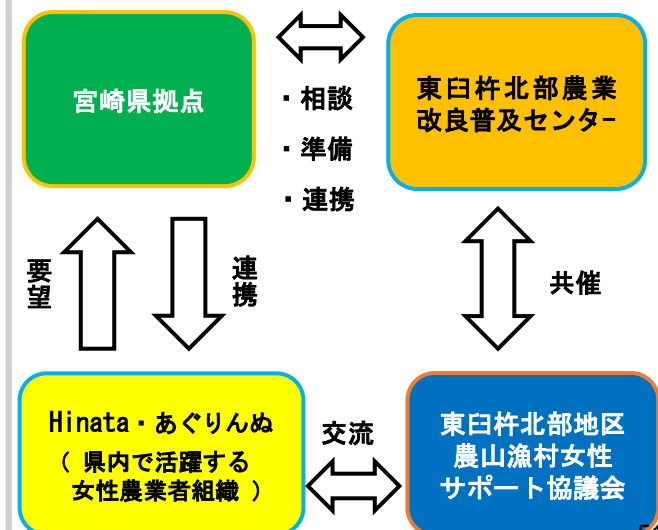 宮崎県拠点
・相談
・準備
・連携
東臼杵北部農業
改良普及センター
要望
連携
共催
Hinata・あぐりんぬ
（ 県内で活躍する
女性農業者組織 ）
交流
東臼杵北部地区
農山漁村女性
サポート協議会